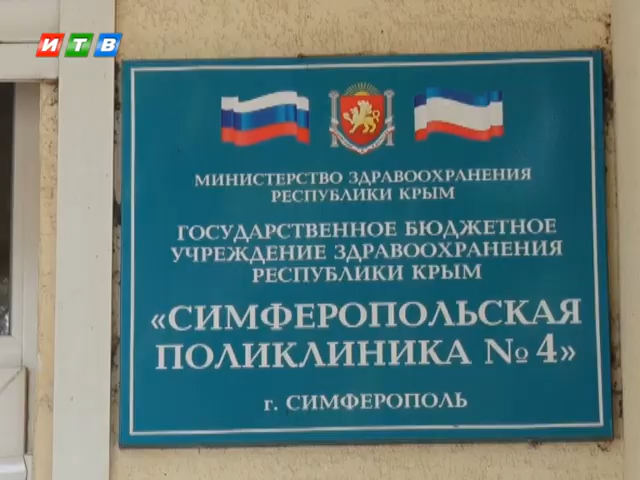 ИТВ
МИНИСТЕРСТВО ЗДРАВООХРАНЕНИЯ
РЕСПУБЛИКИ КРЫМ
ГОСУДАРСТВЕННОЕ БЮДЖЕТНОЕ
УЧРЕЖДЕНИЕ ЗДРАВООХРАНЕНИЯ
РЕСПУБЛИКИ КРЫМ
«СИМФЕРОПОЛЬСКАЯ
ПОЛИКЛИНИКА № 4»
г. СИМФЕРОПОЛЬ